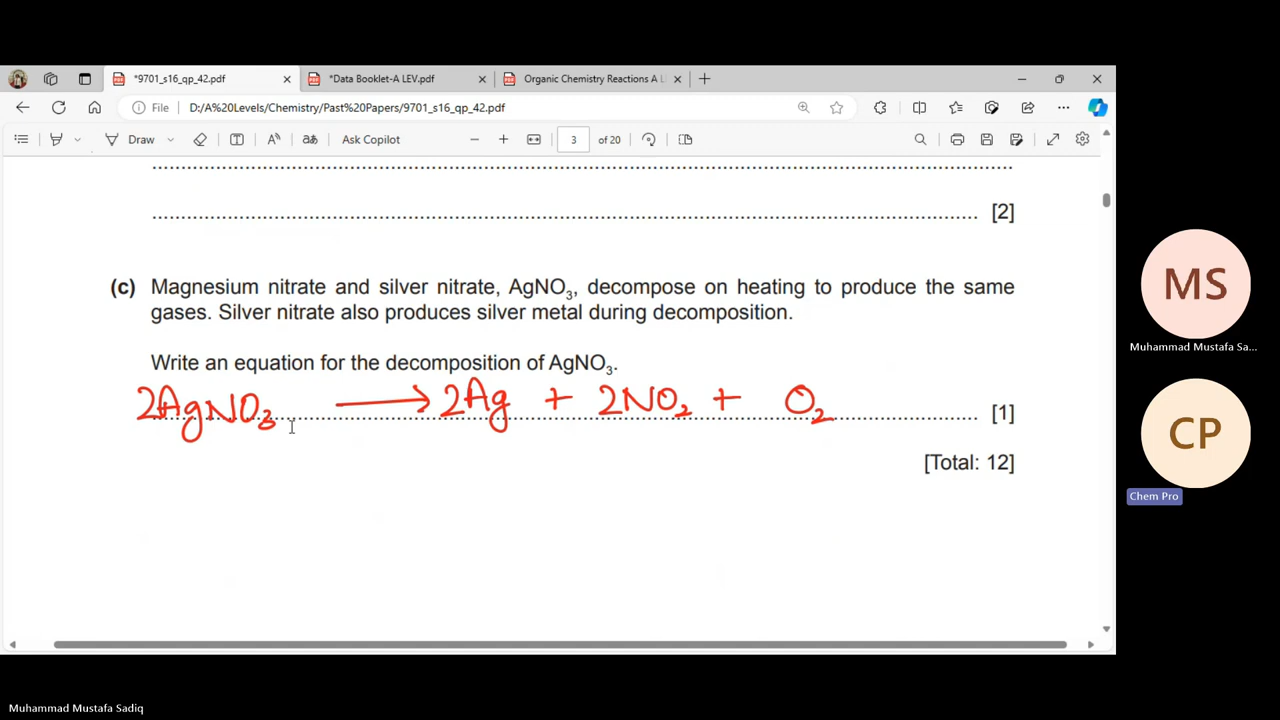 *9701_s16_qp_42.pdf
*Data Booklet-A LEV.pdf
Organic Chemistry Reactions A L
File
D:/A%20Levels/Chemistry/Past%20Papers/9701_s16_qp_42.pdf
Draw
aあ
Ask Copilot
3 of 20
[2]
(c) Magnesium nitrate and silver nitrate, AgNO₃, decompose on heating to produce the same
gases. Silver nitrate also produces silver metal during decomposition.
Write an equation for the decomposition of AgNO₃.
2AgNO₃ → 2Ag + 2NO₂ + O₂ [1]
[Total: 12]
MS
Muhammad Mustafa Sa...
CP
Chem Pro
Muhammad Mustafa Sadiq